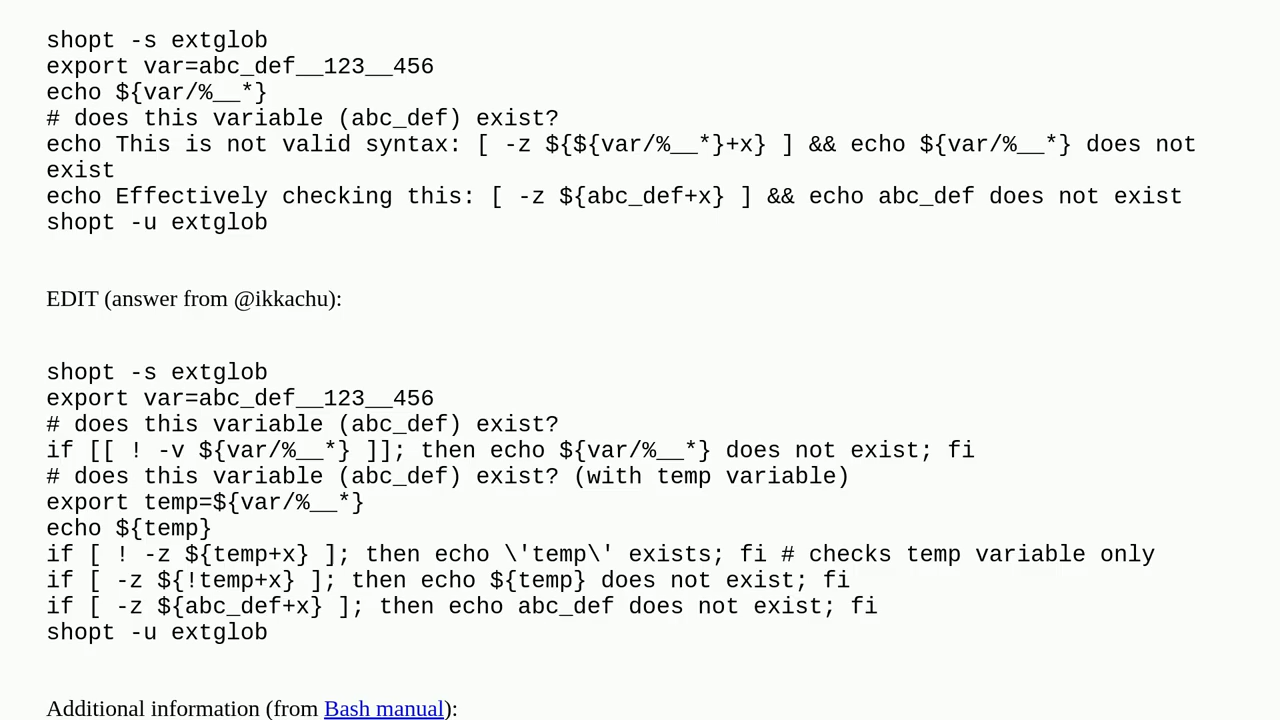 shopt -s extglob
export var=abc_def__123__456
echo ${var/%__*}
# does this variable (abc_def) exist?
echo This is not valid syntax: [ -z ${${var/%__*}+x} ] && echo ${var/%__*} does not
exist
echo Effectively checking this: [ -z ${abc_def+x} ] && echo abc_def does not exist
shopt -u extglob
EDIT (answer from @ikkachu):
shopt -s extglob
export var=abc_def__123__456
# does this variable (abc_def) exist?
if [[ ! -v ${var/%__*} ]]; then echo ${var/%__*} does not exist; fi
# does this variable (abc_def) exist? (with temp variable)
export temp=${var/%__*}
echo ${temp}
if [ ! -z ${temp+x} ]; then echo \'temp\' exists; fi # checks temp variable only
if [ -z ${!temp+x} ]; then echo ${temp} does not exist; fi
if [ -z ${abc_def+x} ]; then echo abc_def does not exist; fi
shopt -u extglob
Additional information (from Bash manual):